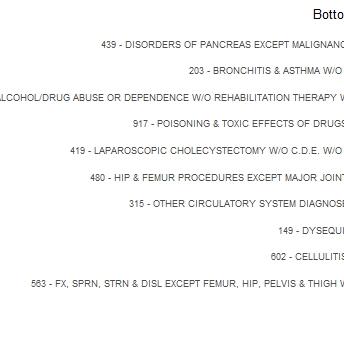 Botto
439 - DISORDERS OF PANCREAS EXCEPT MALIGNANC
203 - BRONCHITIS & ASTHMA W/O
ALCOHOL/DRUG ABUSE OR DEPENDENCE W/O REHABILITATION THERAPY W
917 - POISONING & TOXIC EFFECTS OF DRUGS
419 - LAPAROSCOPIC CHOLECYSTECTOMY W/O C.D.E. W/O
480 - HIP & FEMUR PROCEDURES EXCEPT MAJOR JOINT
315 - OTHER CIRCULATORY SYSTEM DIAGNOSE
149 - DYSEQUI
602 - CELLULITIS
563 - FX, SPRN, STRN & DISL EXCEPT FEMUR, HIP, PELVIS & THIGH W